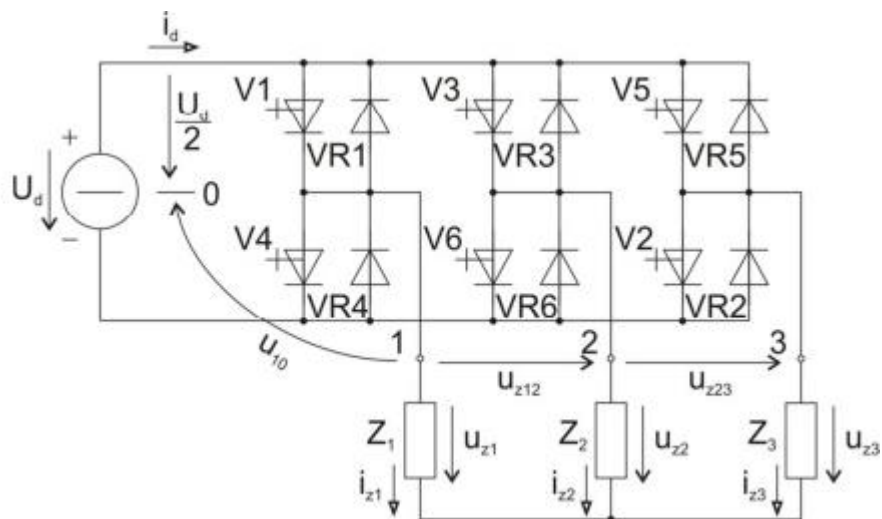 i_d
V1
V3
V5
U_d
2
VR1
VR3
VR5
+
U_d
0
−
V4
V6
V2
VR4
VR6
VR2
u_10
1
2
3
u_z12
u_z23
Z_1
u_z1
Z_2
u_z2
Z_3
u_z3
i_z1
i_z2
i_z3